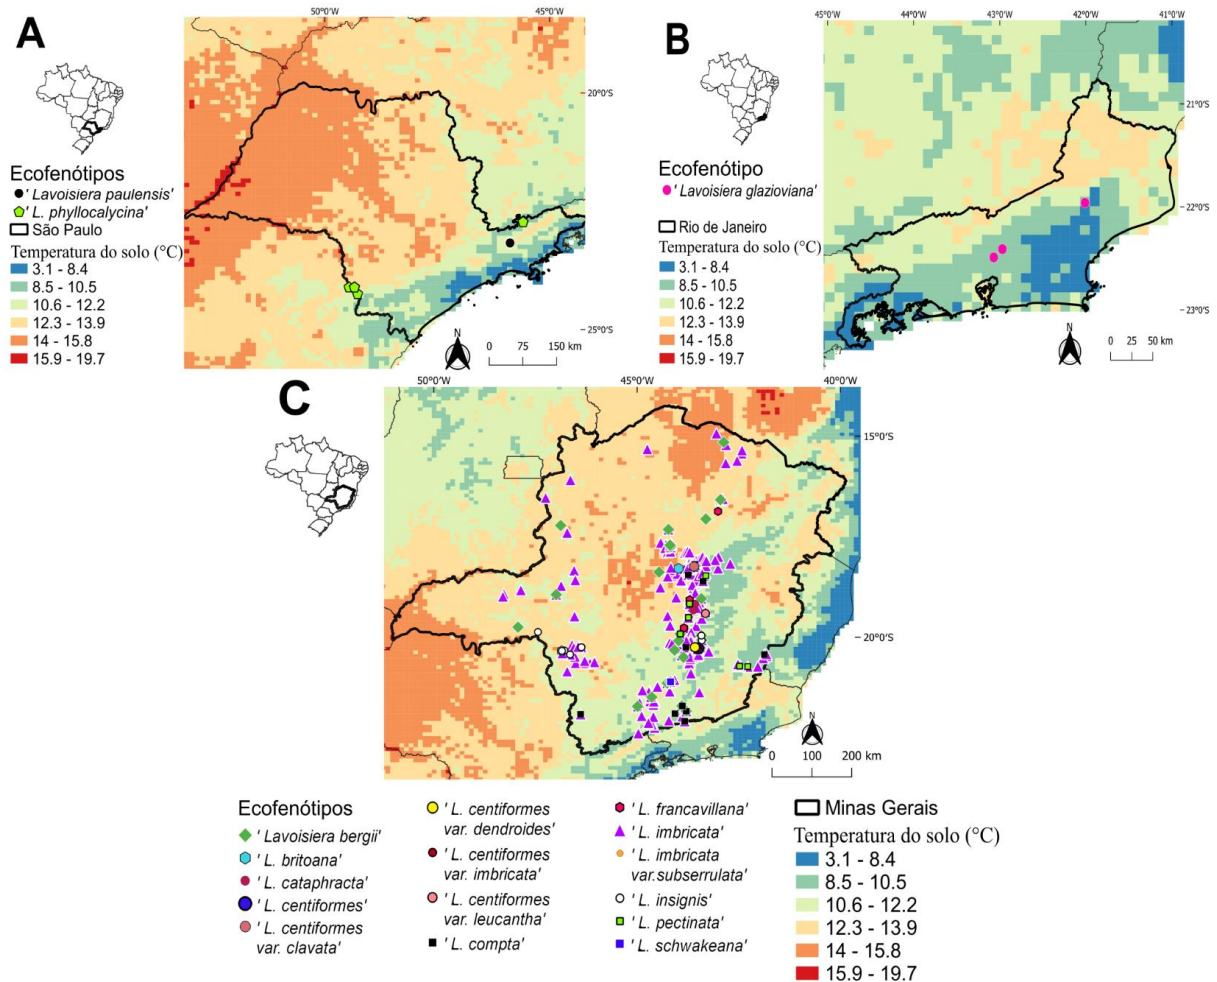 A
50°0'W
45°0'W
20°0'S
25°0'S
Ecofenótipos
' Lavoisiera paulensis'
' L. phyllocalycina'
São Paulo
Temperatura do solo (°C)
3.1 - 8.4
8.5 - 10.5
10.6 - 12.2
12.3 - 13.9
14 - 15.8
15.9 - 19.7
N
0 75 150 km
B
45°0'W
44°0'W
43°0'W
42°0'W
41°0'W
21°0'S
22°0'S
23°0'S
Ecofenótipo
' Lavoisiera glazioviana'
Rio de Janeiro
Temperatura do solo (°C)
3.1 - 8.4
8.5 - 10.5
10.6 - 12.2
12.3 - 13.9
14 - 15.8
15.9 - 19.7
N
0 25 50 km
C
50°0'W
45°0'W
40°0'W
15°0'S
20°0'S
N
0 100 200 km
Ecofenótipos
' Lavoisiera bergii'
' L. britoana'
' L. cataphracta'
' L. centiformes'
' L. centiformes
var. clavata'
' L. centiformes
var. dendroides'
' L. centiformes
var. imbricata'
' L. centiformes
var. leucantha'
' L. compta'
' L. francavillana'
' L. imbricata'
' L. imbricata
var.subserrulata'
' L. insignis'
' L. pectinata'
' L. schwakeana'
Minas Gerais
Temperatura do solo (°C)
3.1 - 8.4
8.5 - 10.5
10.6 - 12.2
12.3 - 13.9
14 - 15.8
15.9 - 19.7